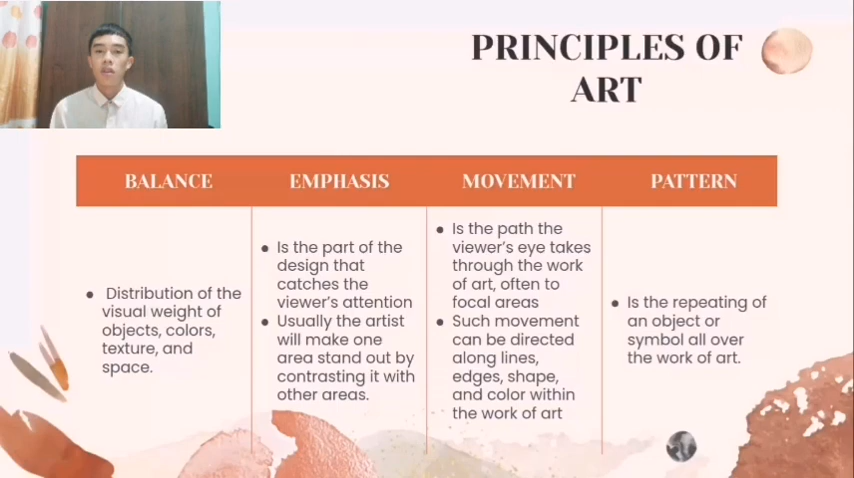 PRINCIPLES OF
ART
BALANCE
EMPHASIS
MOVEMENT
PATTERN
● Distribution of the
visual weight of
objects, colors,
texture, and
space.
● Is the part of the
design that
catches the
viewer's attention
● Usually the artist
will make one
area stand out by
contrasting it with
other areas.
● Is the path the
viewer's eye takes
through the work
of art, often to
focal areas
● Such movement
can be directed
along lines,
edges, shape,
and color within
the work of art
● Is the repeating of
an object or
symbol all over
the work of art.